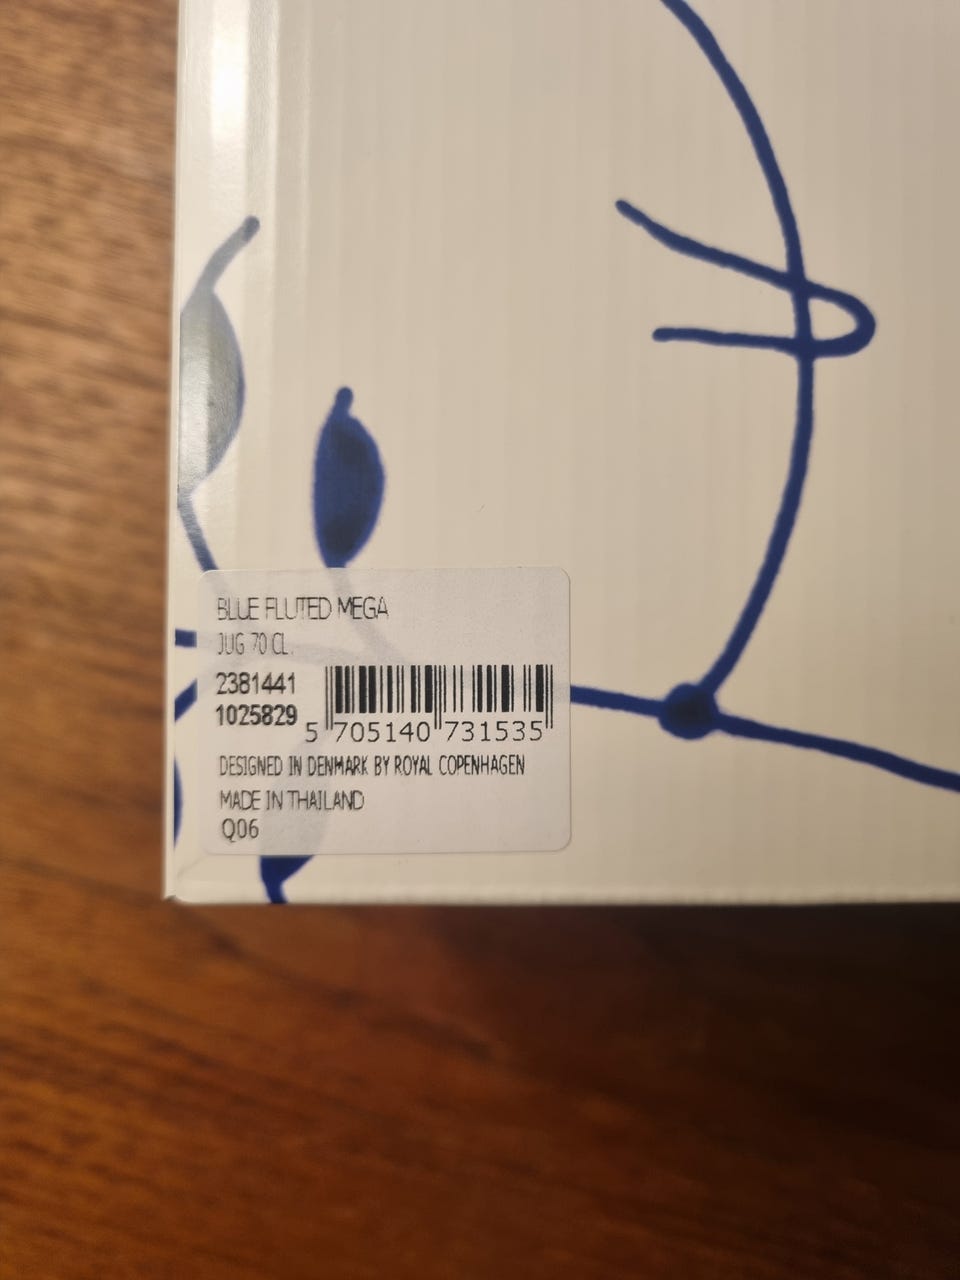 BLUE FLUTED MEGA
JUG 70 CL.
2381441
1025829
5 705140 731535
DESIGNED IN DENMARK BY ROYAL COPENHAGEN
MADE IN THAILAND
Q06